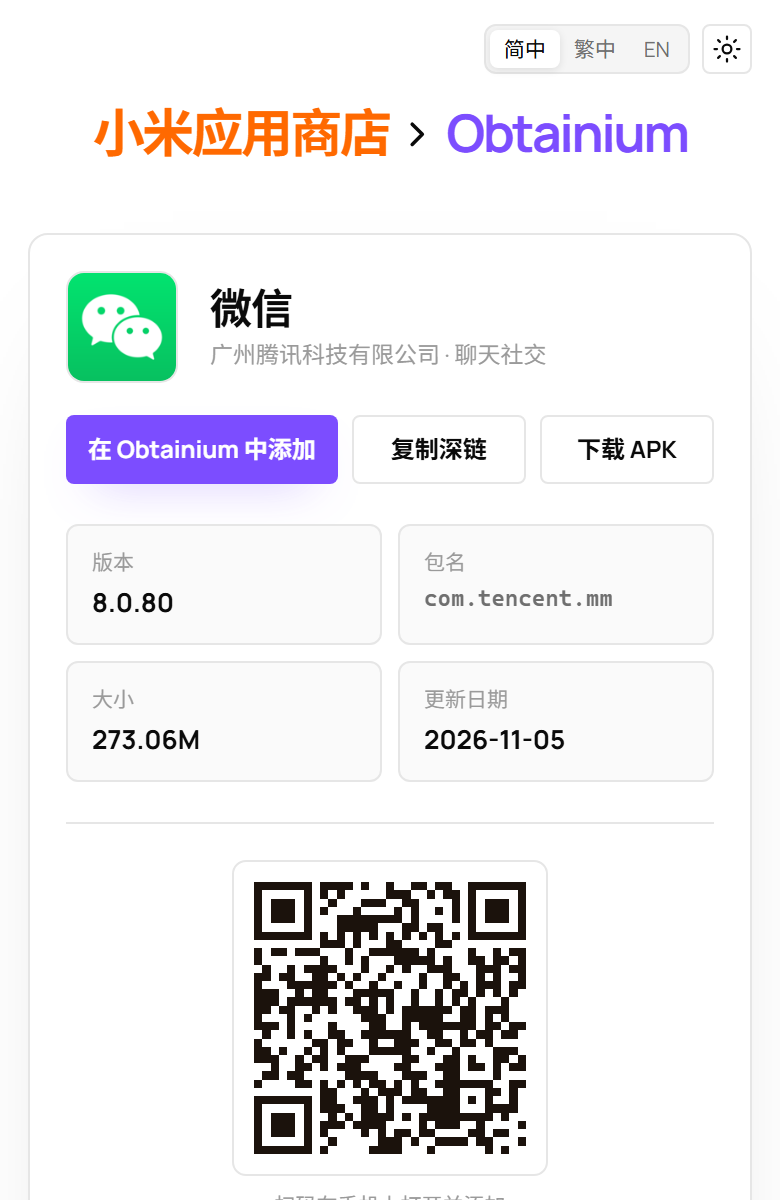 简中 繁中 EN
小米应用商店 > Obtainium
微信
广州腾讯科技有限公司 · 聊天社交
在 Obtainium 中添加 复制深链 下载 APK
版本
8.0.80
包名
com.tencent.mm
大小
273.06M
更新日期
2026-11-05